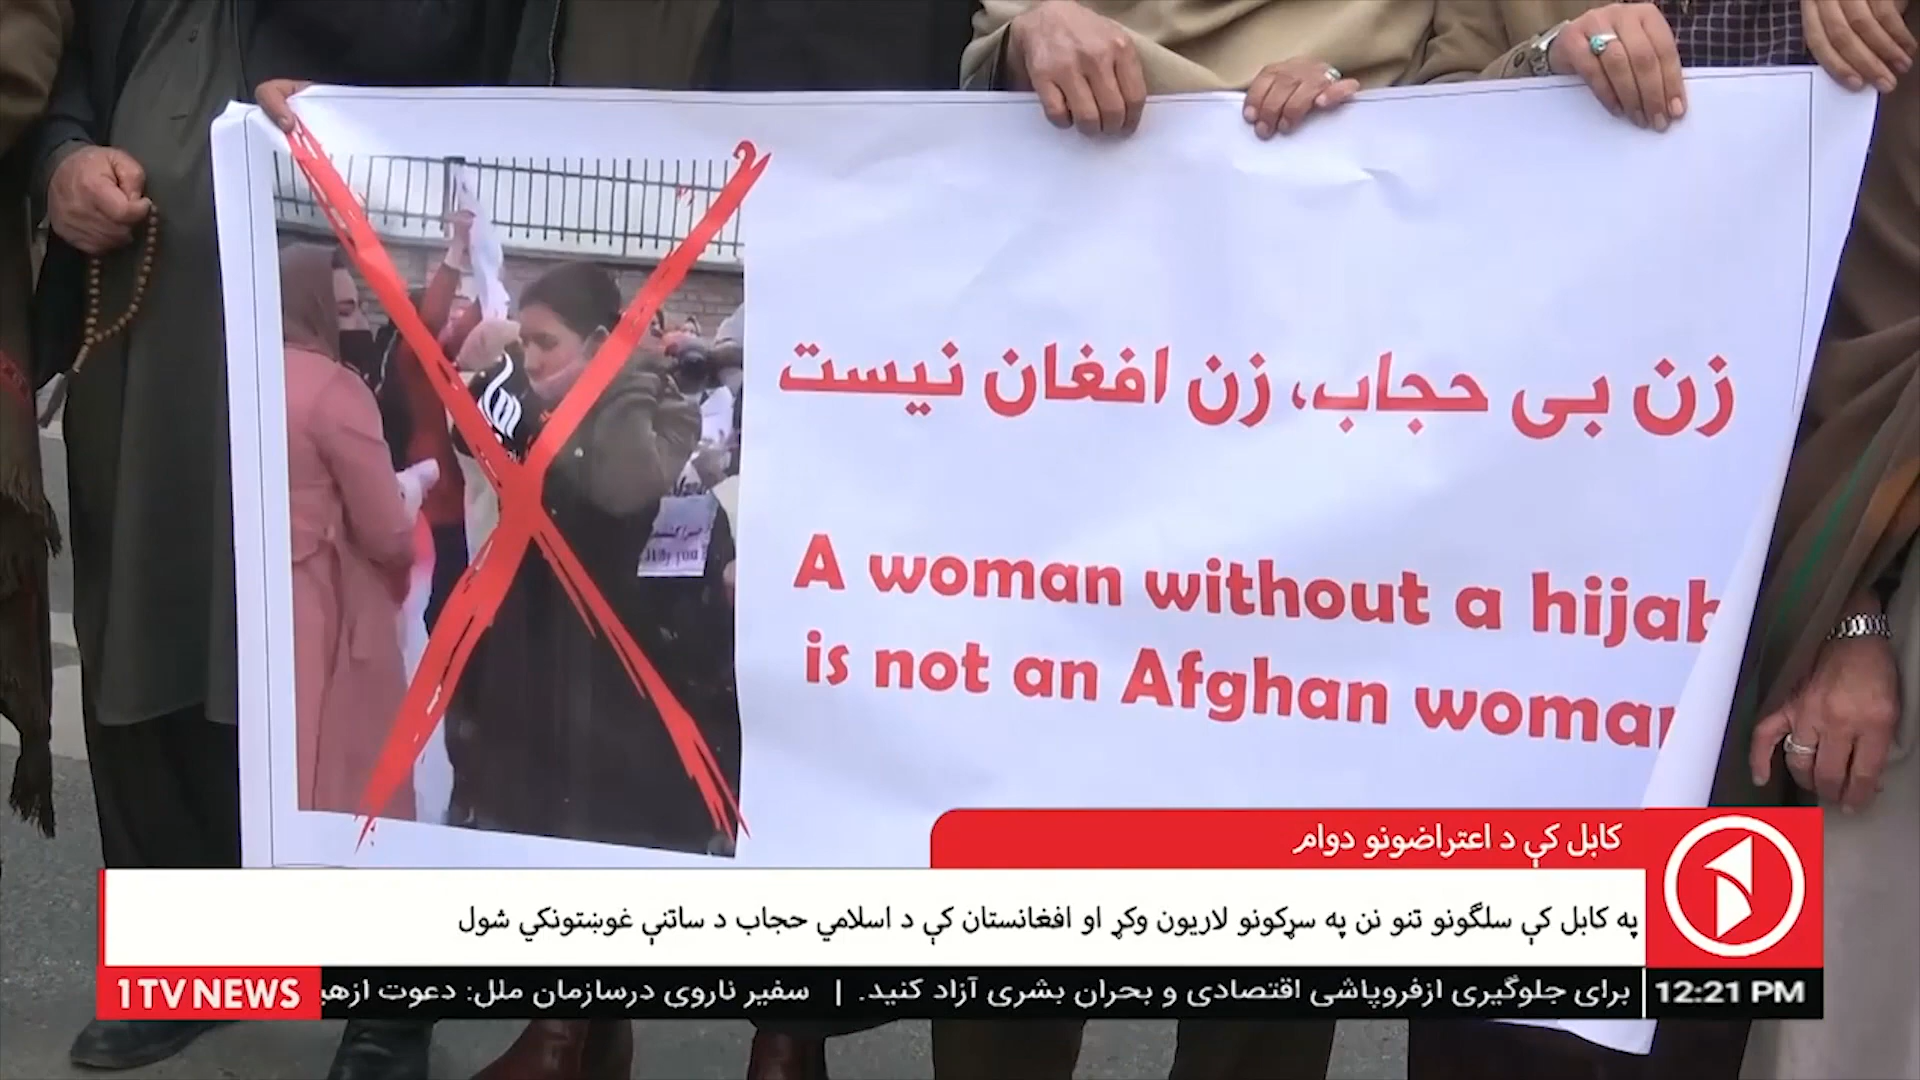 زن بی حجاب، زن افغان نیست
A woman without a hijab
is not an Afghan woman
کابل کې د اعتراضونو دوام
په کابل کې سلگونو تنو نن په سړکونو لاریون وکړ او افغانستان کې د اسلامي حجاب د ساتنې غوښتونکي شول
1TV NEWS
برای جلوگیری ازفروپاشی اقتصادی و بحران بشری آزاد کنید. | سفیر ناروی درسازمان ملل: دعوت ازهی
12:21 PM